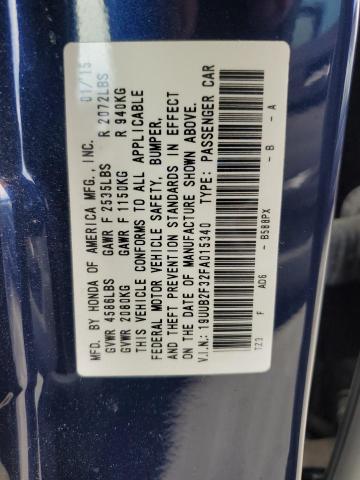 MFD. BY HONDA OF AMERICA MFG., INC. 01/15
GVWR 4586LBS GAWR F 2535LBS R 2072LBS
GVWR 2080KG GAWR F 1150KG R 940KG
THIS VEHICLE CONFORMS TO ALL APPLICABLE
FEDERAL MOTOR VEHICLE SAFETY, BUMPER,
AND THEFT PREVENTION STANDARDS IN EFFECT
ON THE DATE OF MANUFACTURE SHOWN ABOVE.
V.I.N.: 19UUB2F32FA015340 TYPE: PASSENGER CAR
TZ3 F AD6 - B588PX - B - A